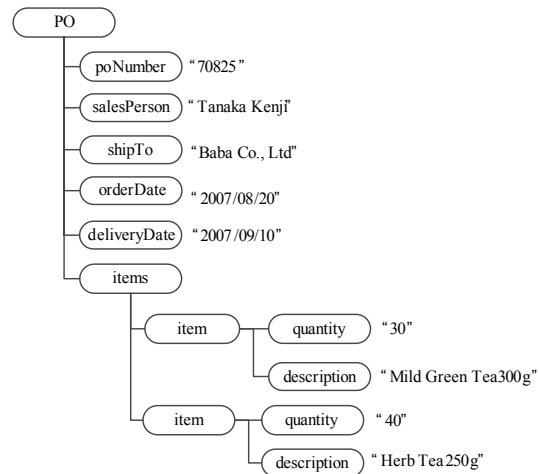 PO
poNumber “70825”
salesPerson “Tanaka Kenji”
shipTo “Baba Co., Ltd”
orderDate “2007/08/20”
deliveryDate “2007/09/10”
items
item quantity “30”
description “Mild Green Tea300g”
item quantity “40”
description “Herb Tea250g”